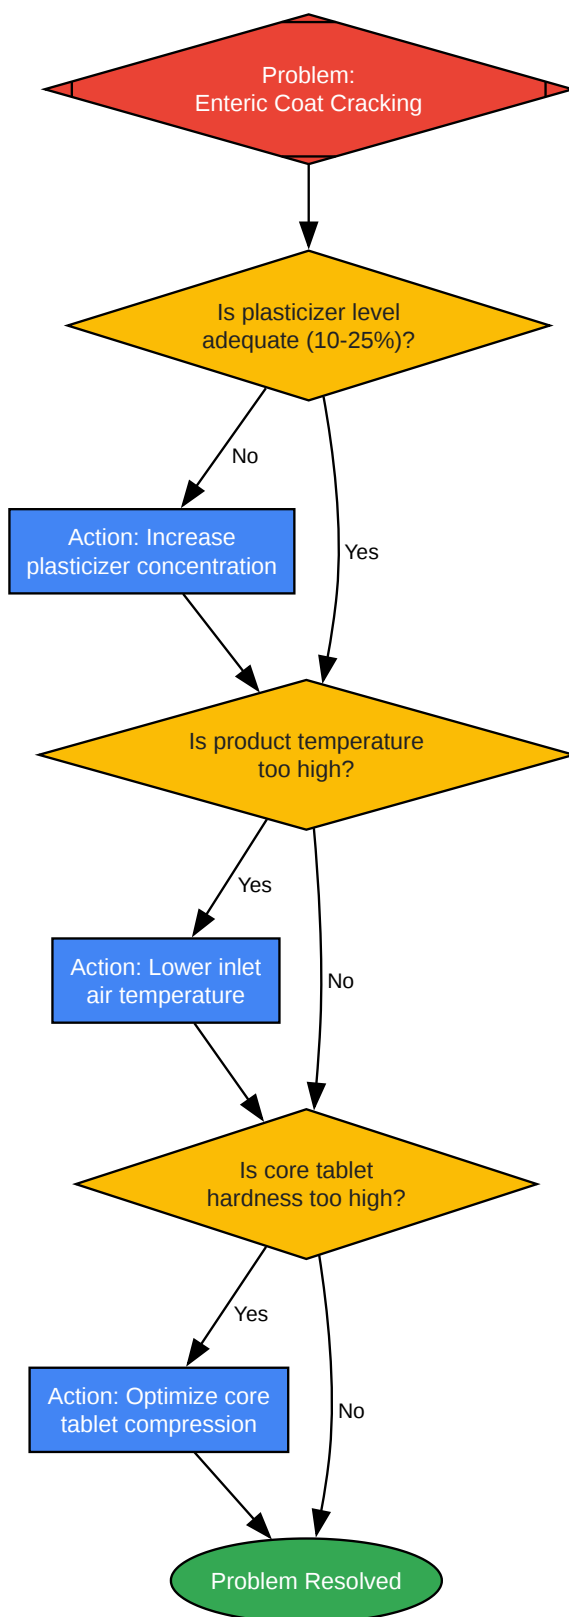 Problem:
Enteric Coat Cracking
Is plasticizer level
adequate (10-25%)?
No
Yes
Action: Increase
plasticizer concentration
Is product temperature
too high?
Yes
No
Action: Lower inlet
air temperature
Is core tablet
hardness too high?
Yes
No
Action: Optimize core
tablet compression
Problem Resolved